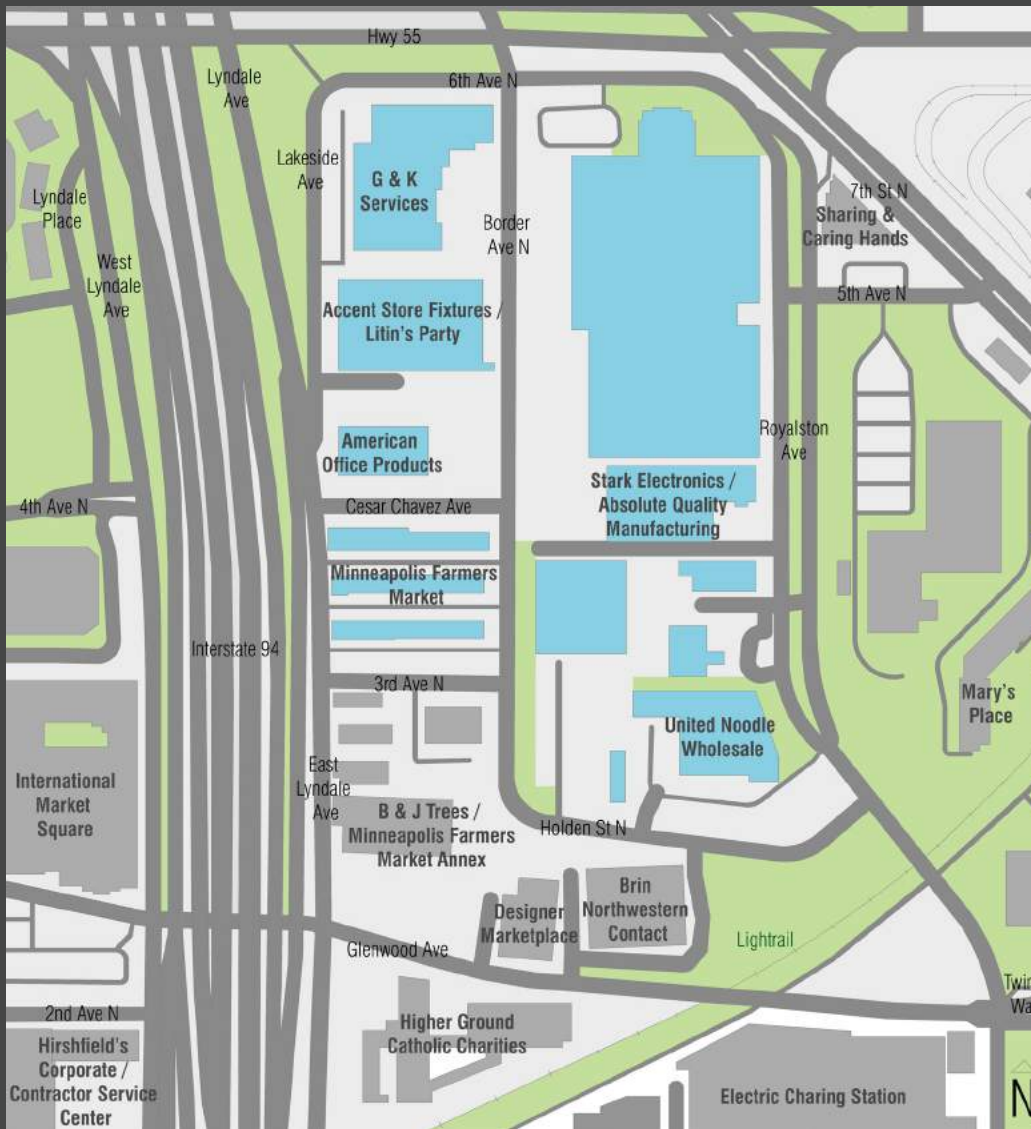 Hwy 55
Lyndale
Ave
6th Ave N
Lakeside
Ave
G & K
Services
Lyndale
Place
7th St N
Sharing &
Caring Hands
Border
Ave N
West
Lyndale
Ave
5th Ave N
Accent Store Fixtures /
Litin's Party
Royalston
Ave
American
Office Products
Stark Electronics /
Absolute Quality
Manufacturing
4th Ave N
Cesar Chavez Ave
Minneapolis Farmers
Market
Interstate 94
3rd Ave N
Mary's
Place
United Noodle
Wholesale
International
Market
Square
East
Lyndale
Ave
B & J Trees /
Minneapolis Farmers
Market Annex
Holden St N
Brin
Northwestern
Contact
Designer
Marketplace
Lightrail
Glenwood Ave
2nd Ave N
Higher Ground
Catholic Charities
Hirshfield's
Corporate /
Contractor Service
Center
Electric Charing Station
N